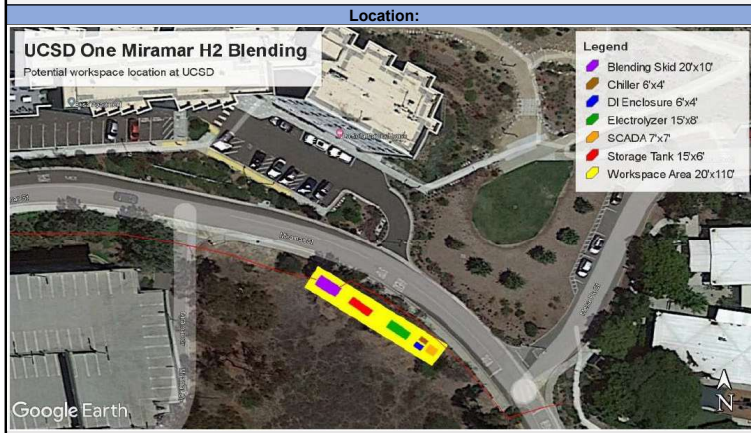 Location:
UCSD One Miramar H2 Blending
Potential workspace location at UCSD
Legend
Blending Skid 20'x10'
Chiller 6'x4'
DI Enclosure 6'x4'
Electrolyzer 15'x8'
SCADA 7'x7'
Storage Tank 15'x6'
Workspace Area 20'x110'
Miramar St
Google Earth
N